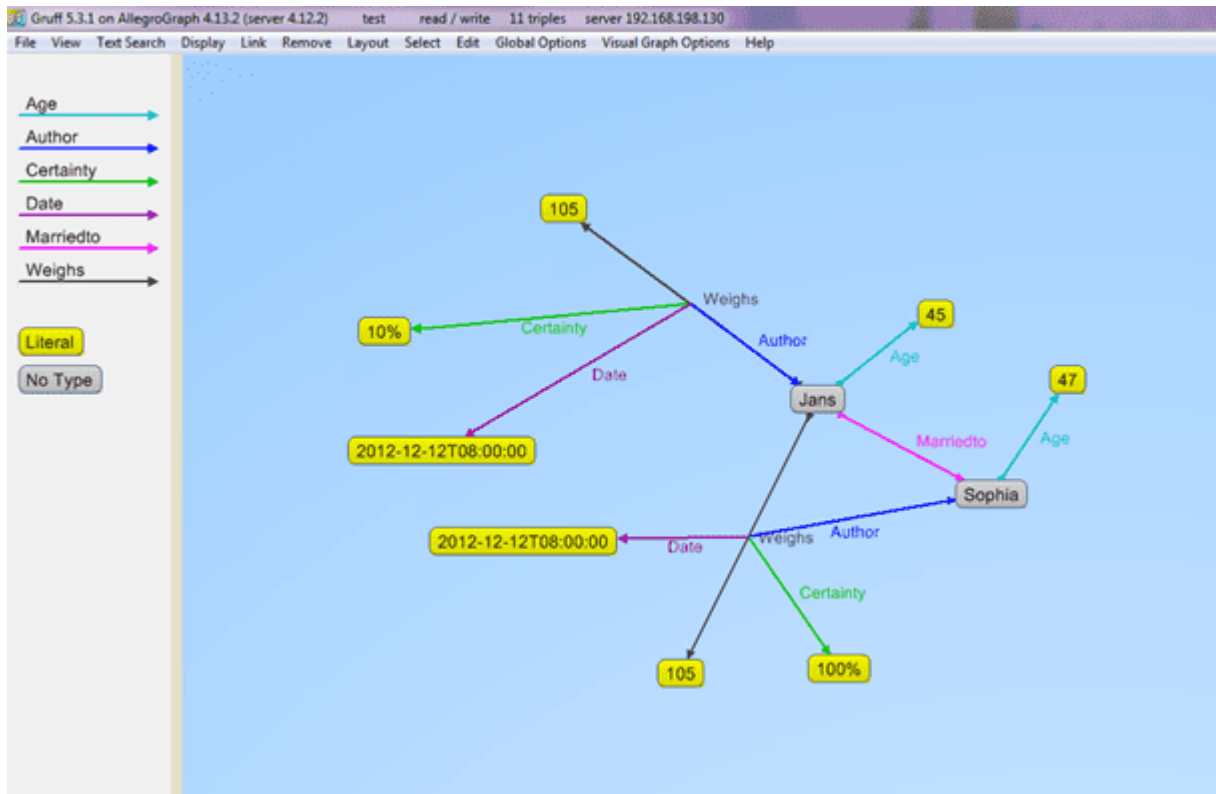 Gruff 5.3.1 on AllegroGraph 4.13.2 (server 4.12.2) test read / write 11 triples server 192.168.198.130
File View Text Search Display Link Remove Layout Select Edit Global Options Visual Graph Options Help
Age
Author
Certainty
Date
Marriedto
Weighs
Literal
No Type
105
Weighs
10%
Certainty
Author
45
Age
Date
47
Jans
2012-12-12T08:00:00
Marriedto
Age
Sophia
2012-12-12T08:00:00
Date
Weighs
Author
Certainty
105
100%